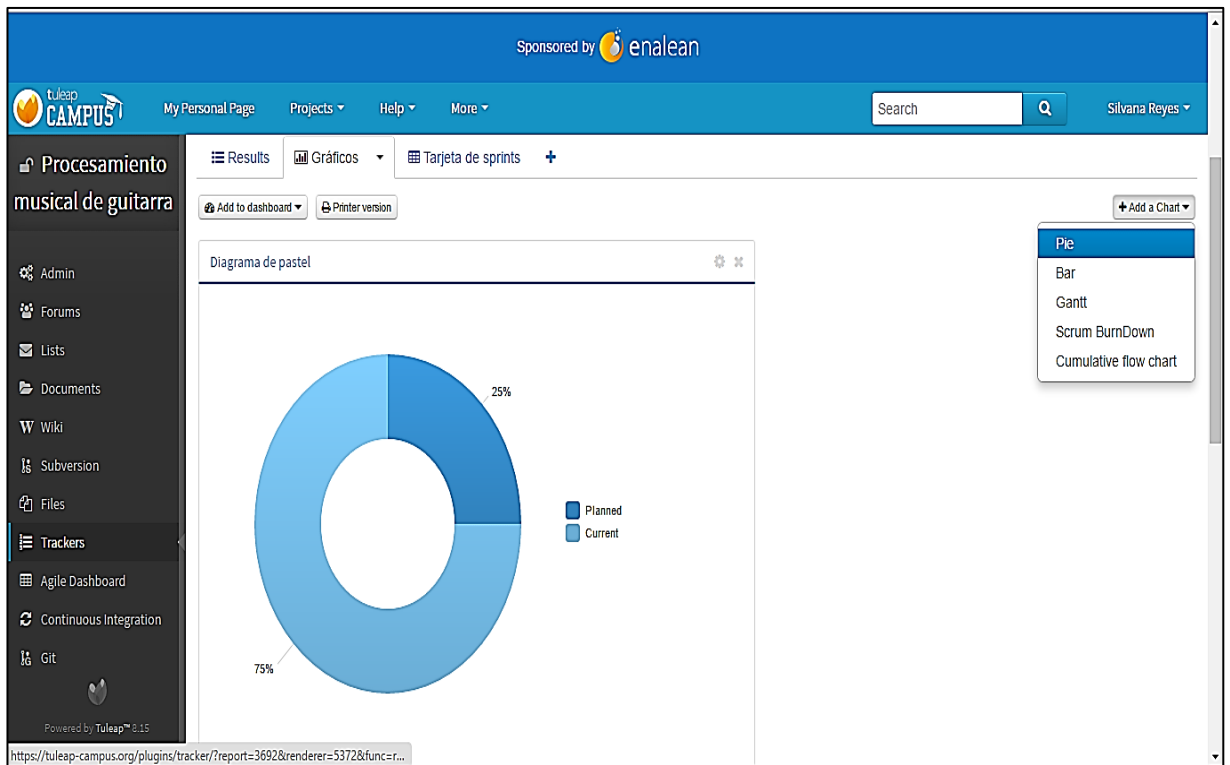 Sponsored by enalean
tuleap
CAMPUS
My Personal Page Projects Help More Search Silvana Reyes
Procesamiento
musical de guitarra
Results Gráficos Tarjeta de sprints
Add to dashboard Printer version + Add a Chart
Pie
Bar
Gantt
Scrum BurnDown
Cumulative flow chart
Diagrama de pastel
25%
75%
Planned
Current
Admin
Forums
Lists
Documents
W Wiki
Subversion
Files
Trackers
Agile Dashboard
Continuous Integration
Git
Powered by Tuleap™ 8.15
https://tuleap-campus.org/plugins/tracker/?report=3692&renderer=5372&func=r...